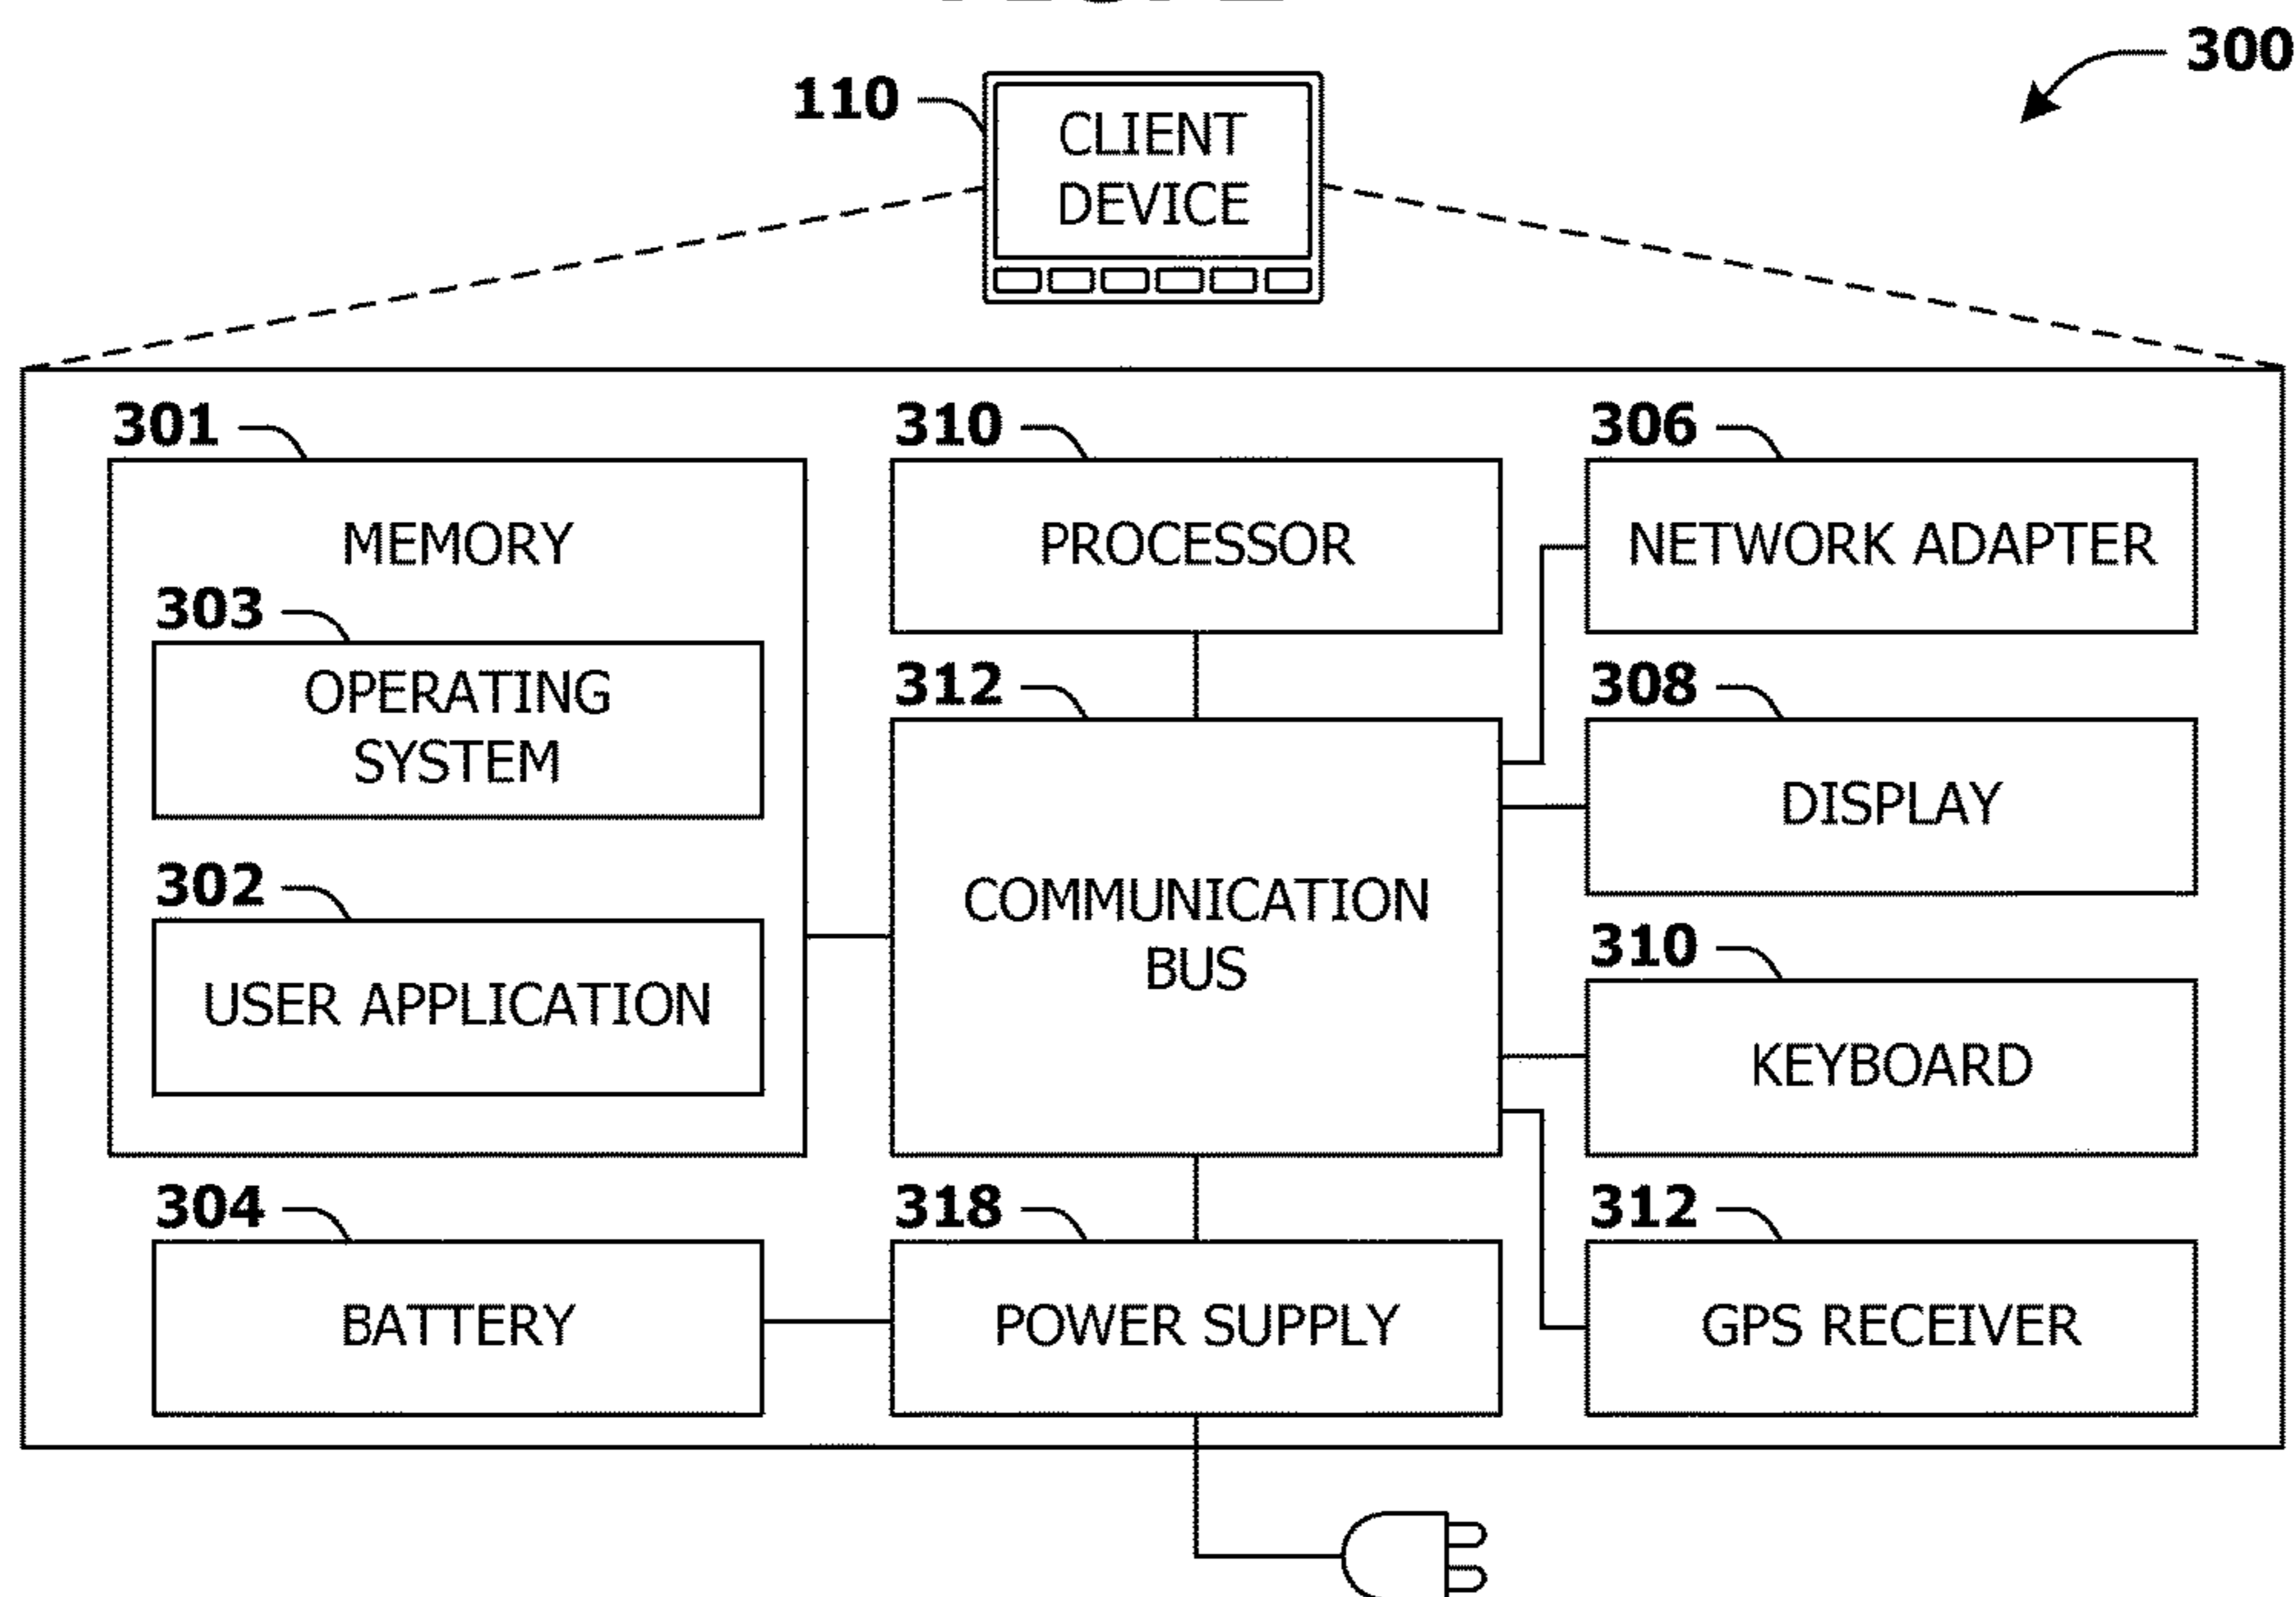 300
110
CLIENT
DEVICE
301
310
306
MEMORY
PROCESSOR
NETWORK ADAPTER
303
OPERATING
SYSTEM
312
308
DISPLAY
302
USER APPLICATION
COMMUNICATION
BUS
310
KEYBOARD
304
318
312
BATTERY
POWER SUPPLY
GPS RECEIVER